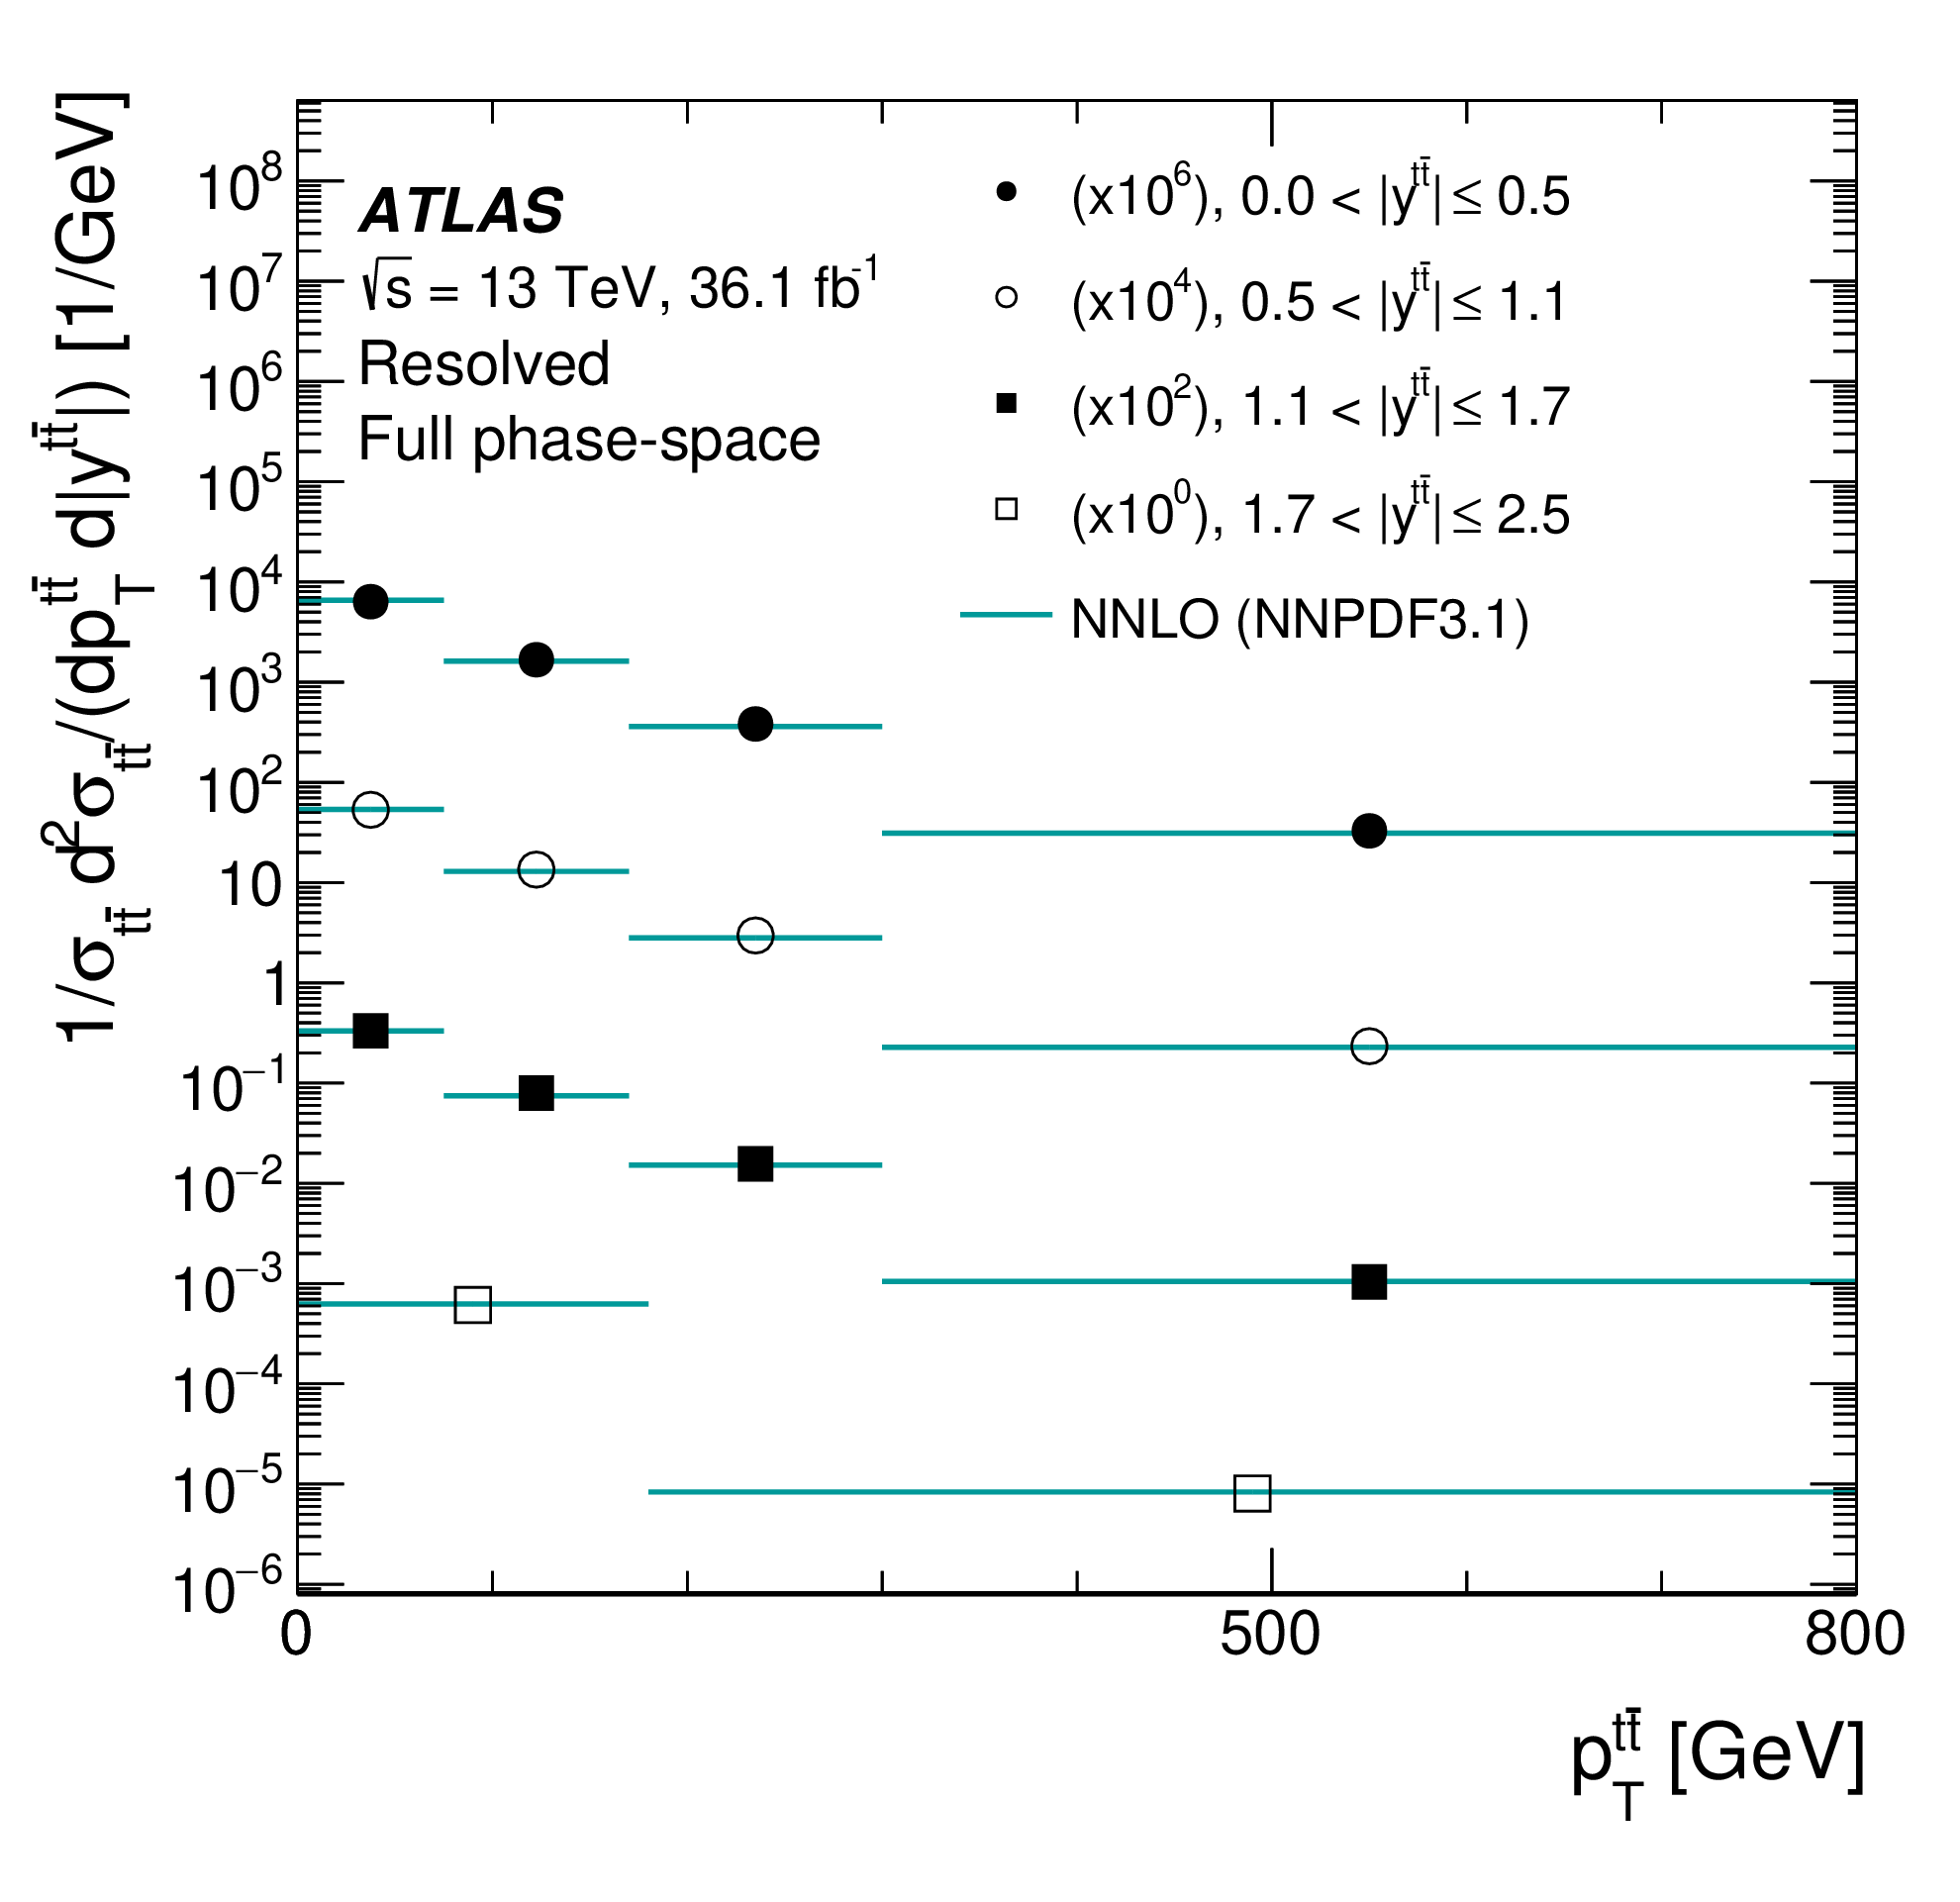 1/σ_tt̄ d²σ_tt̄/(dp_T^tt̄ d|y^tt̄|) [1/GeV]
10⁸
10⁷
10⁶
10⁵
10⁴
10³
10²
10
1
10⁻¹
10⁻²
10⁻³
10⁻⁴
10⁻⁵
10⁻⁶
ATLAS
√s = 13 TeV, 36.1 fb⁻¹
Resolved
Full phase-space
(x10⁶), 0.0 < |y^tt̄| ≤ 0.5
(x10⁴), 0.5 < |y^tt̄| ≤ 1.1
(x10²), 1.1 < |y^tt̄| ≤ 1.7
(x10⁰), 1.7 < |y^tt̄| ≤ 2.5
NNLO (NNPDF3.1)
0 500 800
p_T^tt̄ [GeV]